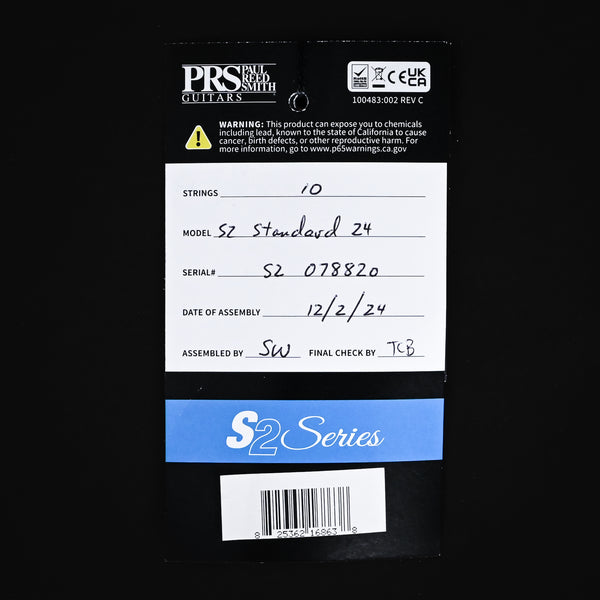 PRS PAUL REED SMITH
GUITARS
CE UK CA
100483:002 REV C
WARNING: This product can expose you to chemicals
including lead, known to the state of California to cause
cancer, birth defects, or other reproductive harm. For
more information, go to www.p65warnings.ca.gov
STRINGS 10
MODEL S2 Standard 24
SERIAL# S2 078820
DATE OF ASSEMBLY 12/2/24
ASSEMBLED BY SW FINAL CHECK BY TCB
S2 Series
8 25362 16863 8